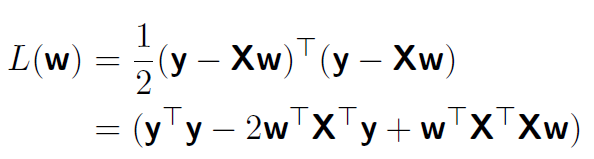 L(w) = 1/2 (y − Xw)⊤(y − Xw)
= (y⊤y − 2w⊤X⊤y + w⊤X⊤Xw)